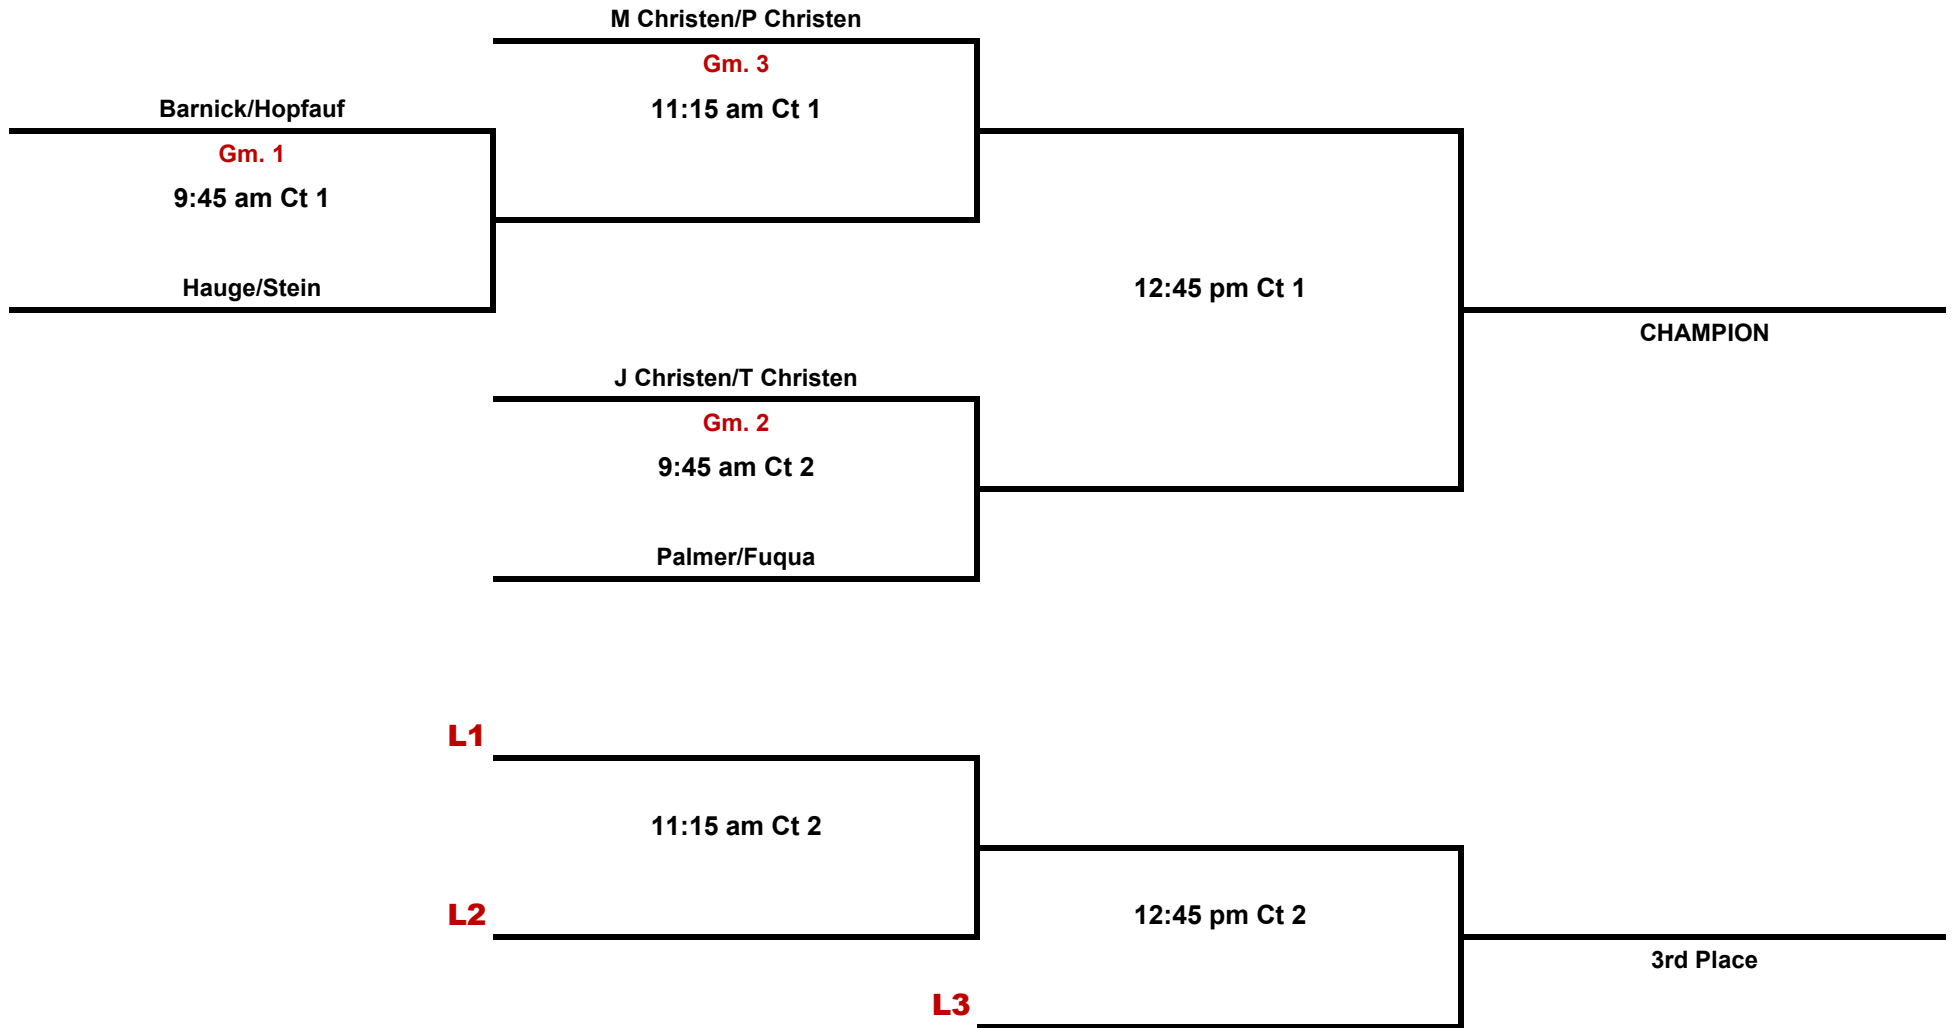 M Christen/P Christen
Gm. 3
11:15 am Ct 1
Barnick/Hopfauf
Gm. 1
9:45 am Ct 1
Hauge/Stein
12:45 pm Ct 1
CHAMPION
J Christen/T Christen
Gm. 2
9:45 am Ct 2
Palmer/Fuqua
L1
11:15 am Ct 2
L2
12:45 pm Ct 2
3rd Place
L3